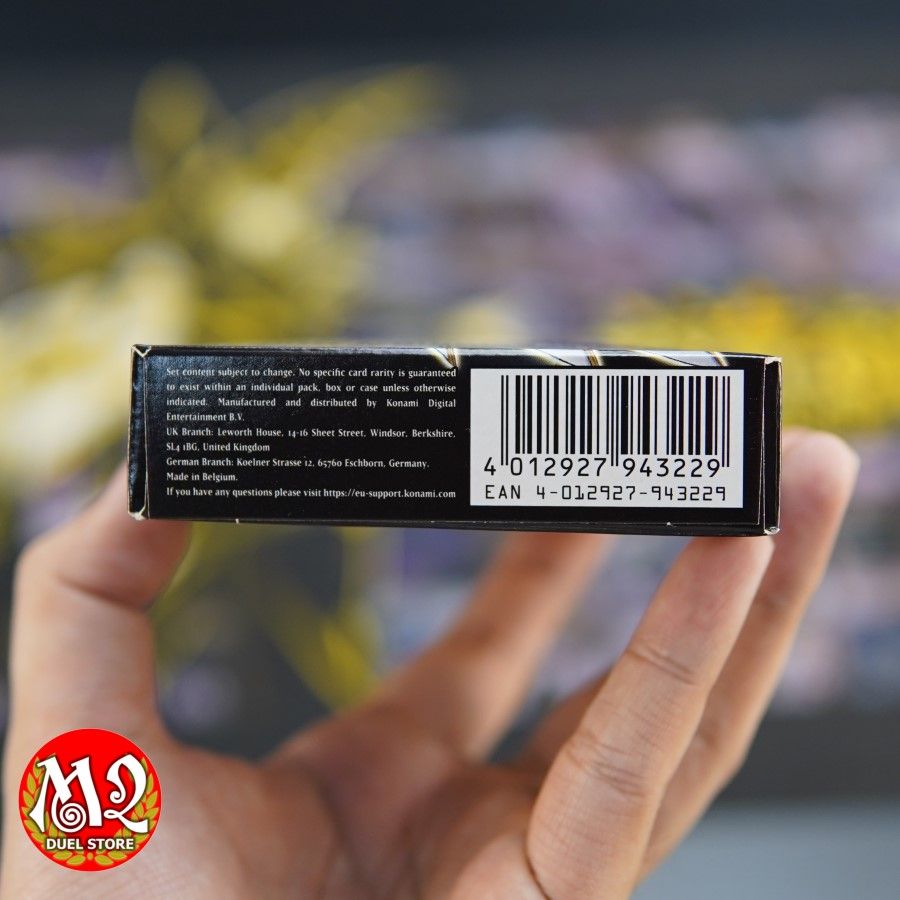 Set content subject to change. No specific card rarity is guaranteed
to exist within an individual pack, box or case unless otherwise
indicated. Manufactured and distributed by Konami Digital
Entertainment B.V.
UK Branch: Leworth House, 14-16 Sheet Street, Windsor, Berkshire,
SL4 1BG, United Kingdom
German Branch: Koelner Strasse 12, 65760 Eschborn, Germany.
Made in Belgium.
If you have any questions please visit https://eu-support.konami.com
4 012927 943229
EAN 4-012927-943229
M2
DUEL STORE